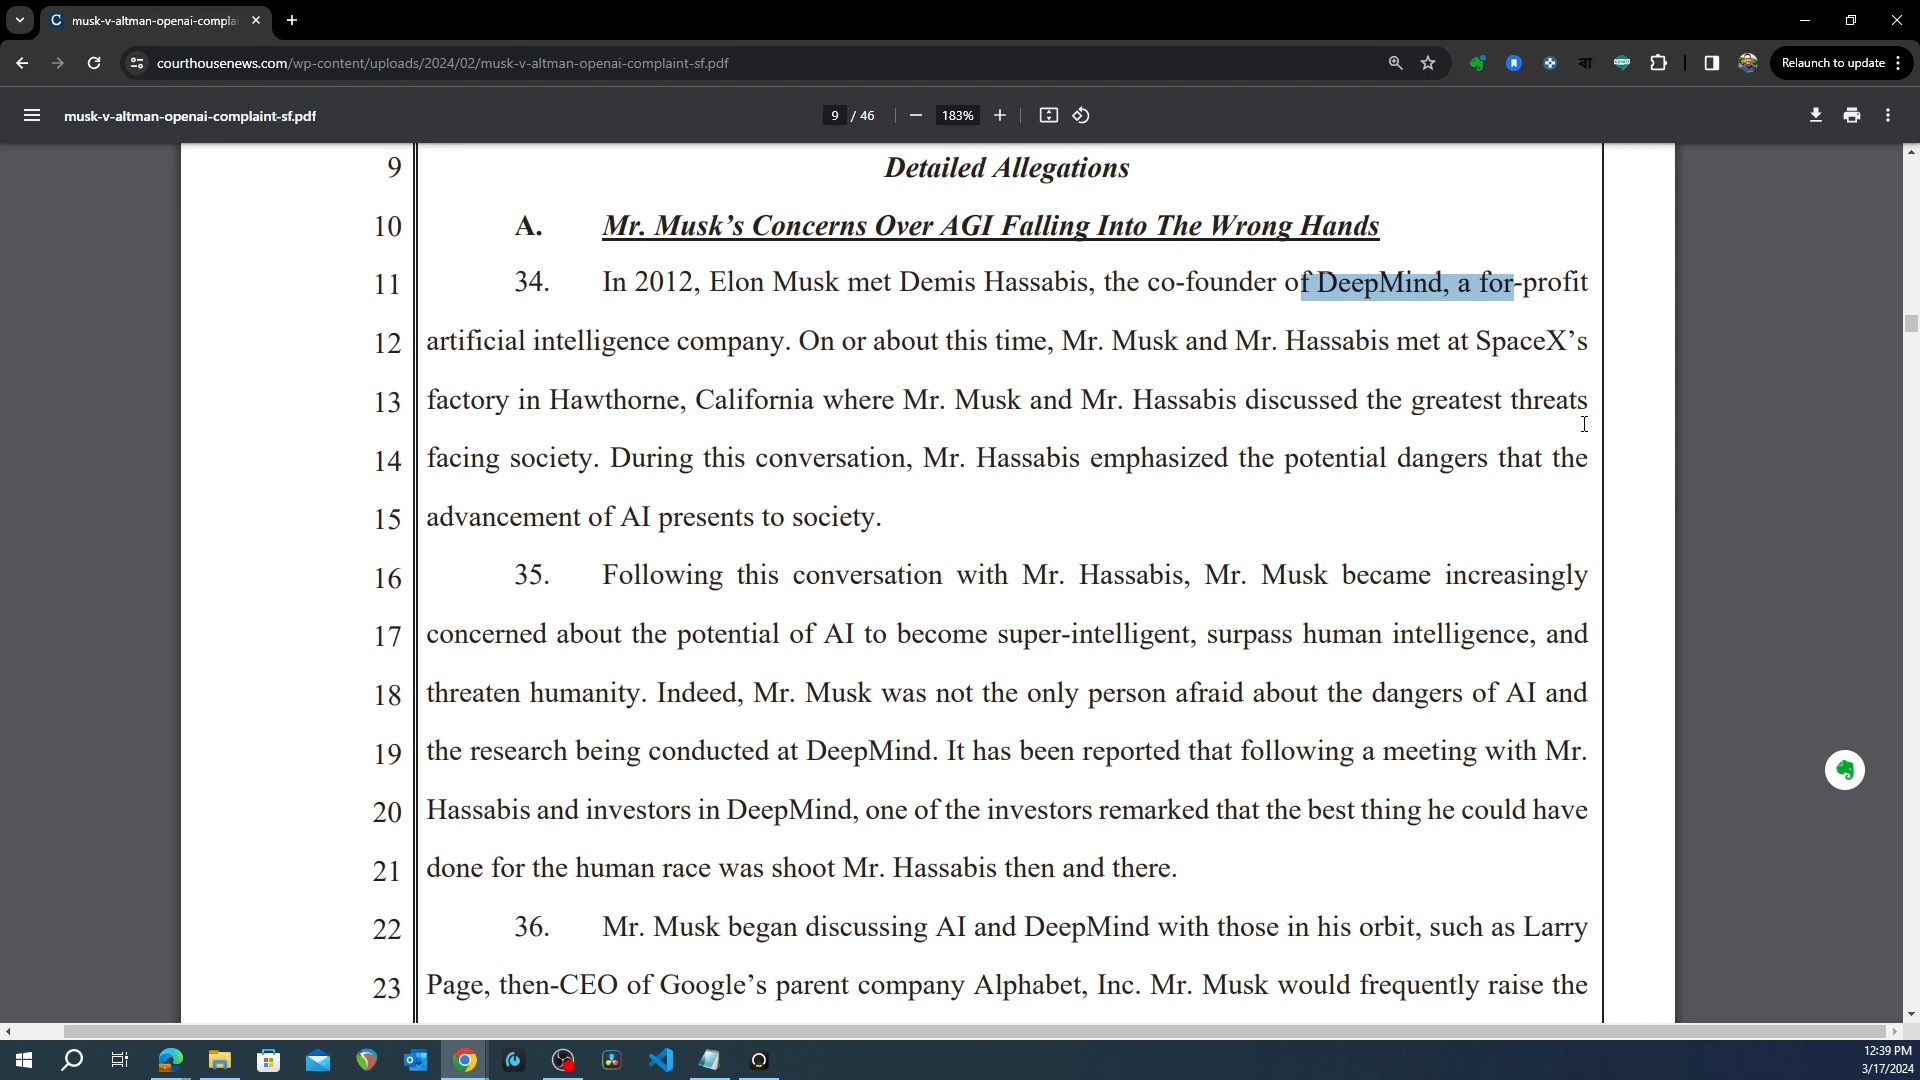 musk-v-altman-openai-compla
courthousenews.com/wp-content/uploads/2024/02/musk-v-altman-openai-complaint-sf.pdf
Relaunch to update
musk-v-altman-openai-complaint-sf.pdf
9 / 46
183%
9 Detailed Allegations
10 A. Mr. Musk’s Concerns Over AGI Falling Into The Wrong Hands
11 34. In 2012, Elon Musk met Demis Hassabis, the co-founder of DeepMind, a for-profit
12 artificial intelligence company. On or about this time, Mr. Musk and Mr. Hassabis met at SpaceX’s
13 factory in Hawthorne, California where Mr. Musk and Mr. Hassabis discussed the greatest threats
14 facing society. During this conversation, Mr. Hassabis emphasized the potential dangers that the
15 advancement of AI presents to society.
16 35. Following this conversation with Mr. Hassabis, Mr. Musk became increasingly
17 concerned about the potential of AI to become super-intelligent, surpass human intelligence, and
18 threaten humanity. Indeed, Mr. Musk was not the only person afraid about the dangers of AI and
19 the research being conducted at DeepMind. It has been reported that following a meeting with Mr.
20 Hassabis and investors in DeepMind, one of the investors remarked that the best thing he could have
21 done for the human race was shoot Mr. Hassabis then and there.
22 36. Mr. Musk began discussing AI and DeepMind with those in his orbit, such as Larry
23 Page, then-CEO of Google’s parent company Alphabet, Inc. Mr. Musk would frequently raise the
12:39 PM
3/17/2024